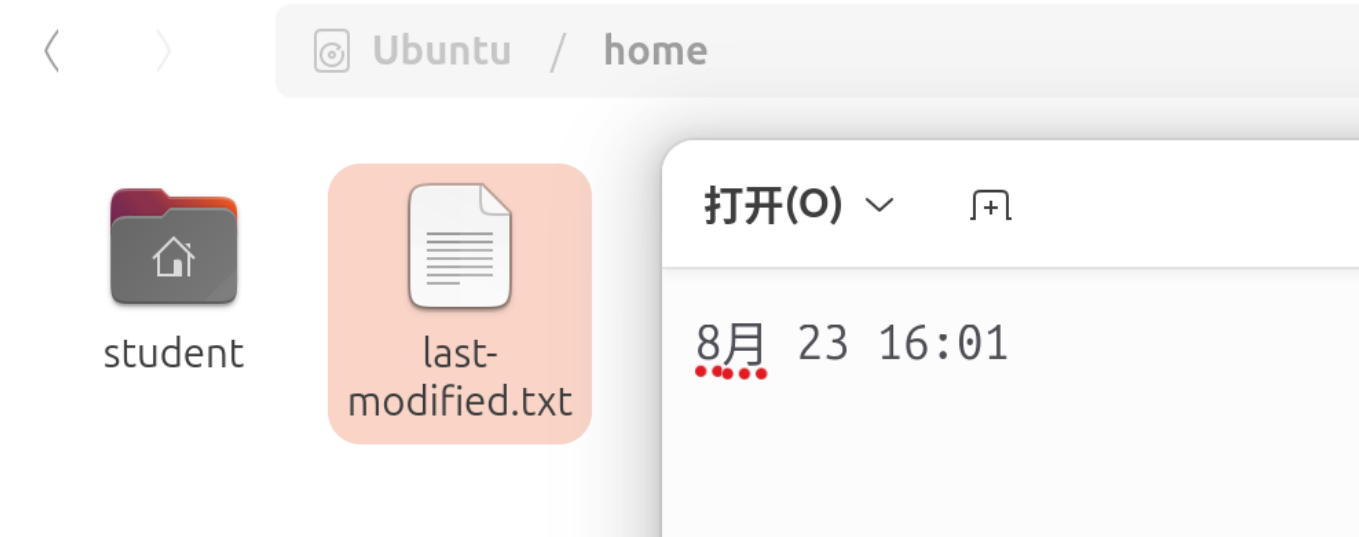 Ubuntu / home
student
last-
modified.txt
打开(O)
8月 23 16:01